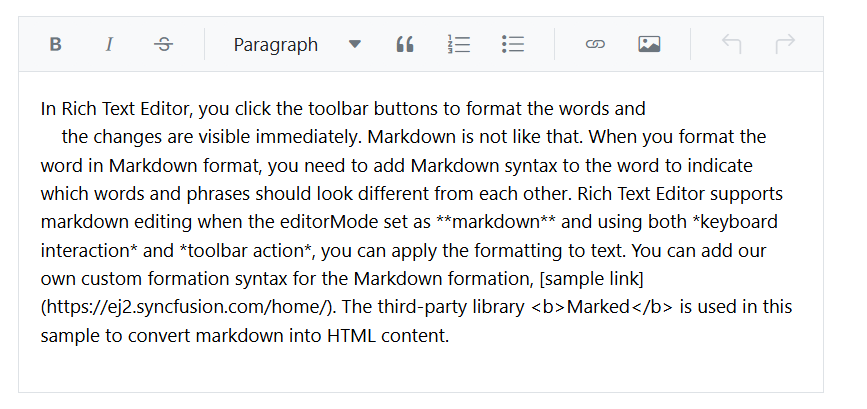 B I S Paragraph
In Rich Text Editor, you click the toolbar buttons to format the words and
the changes are visible immediately. Markdown is not like that. When you format the
word in Markdown format, you need to add Markdown syntax to the word to indicate
which words and phrases should look different from each other. Rich Text Editor supports
markdown editing when the editorMode set as **markdown** and using both *keyboard
interaction* and *toolbar action*, you can apply the formatting to text. You can add our
own custom formation syntax for the Markdown formation, [sample link]
(https://ej2.syncfusion.com/home/). The third-party library <b>Marked</b> is used in this
sample to convert markdown into HTML content.